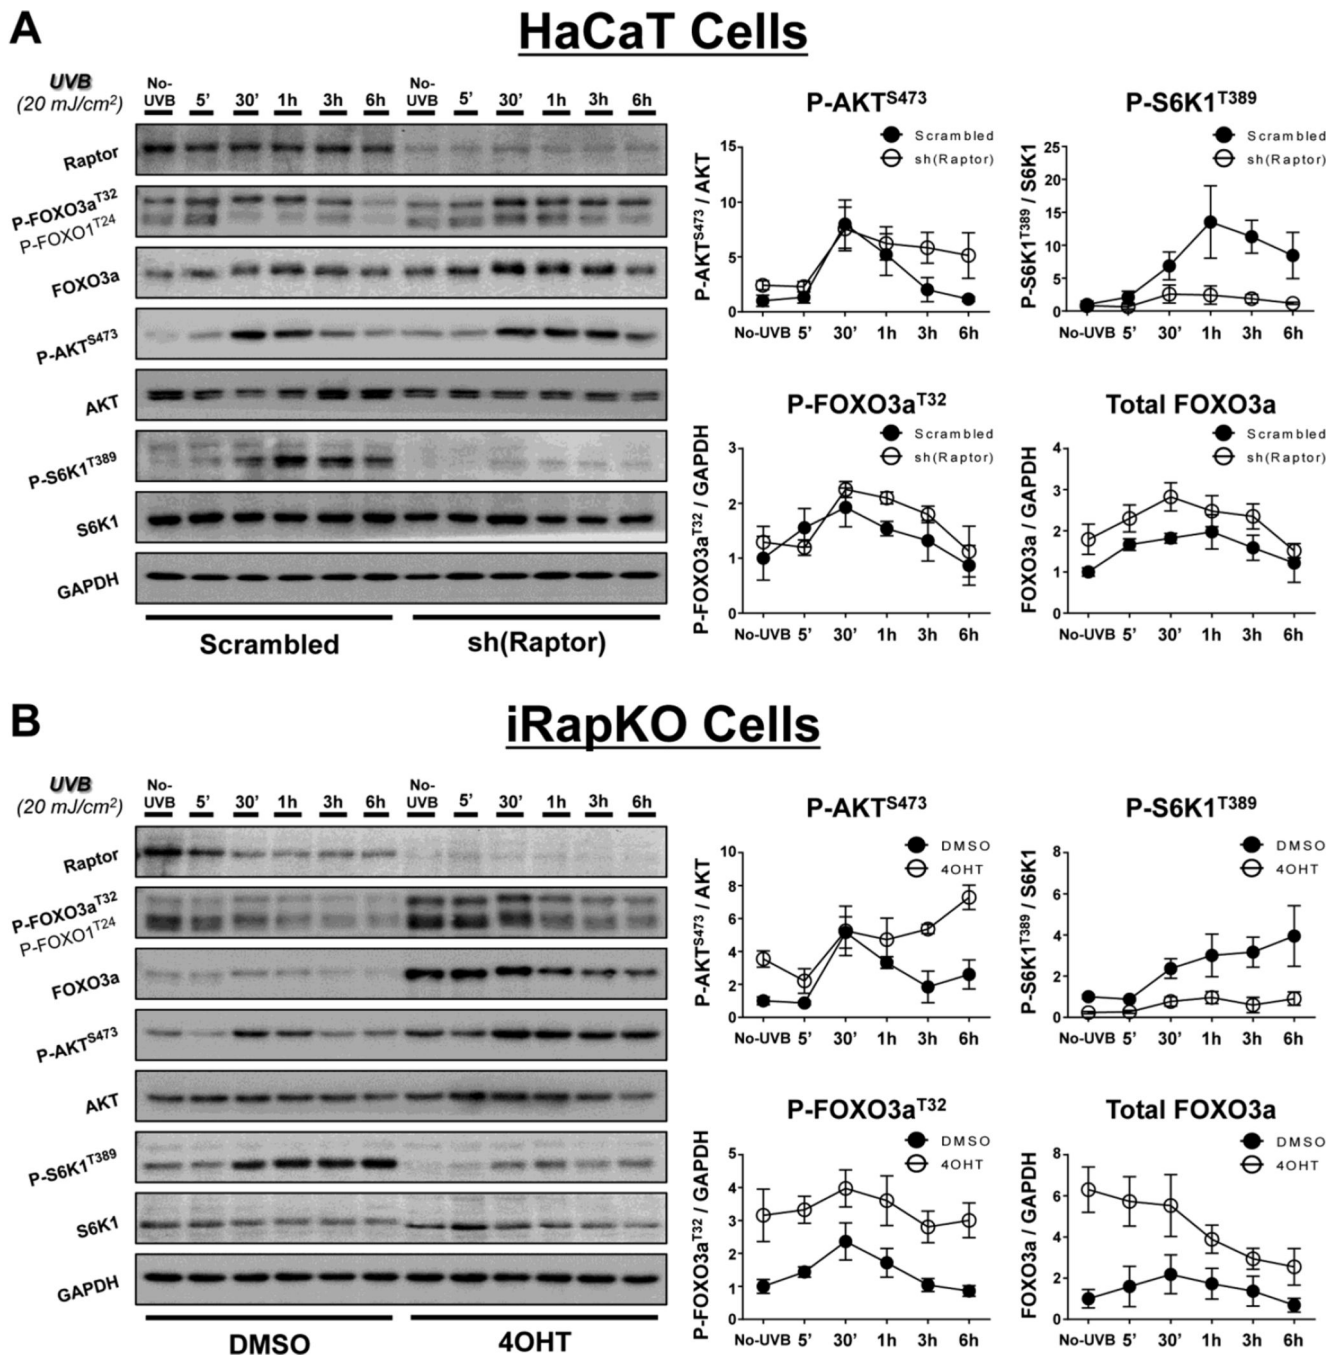 A
HaCaT Cells
UVB
(20 mJ/cm²)
No-UVB 5’ 30’ 1h 3h 6h No-UVB 5’ 30’ 1h 3h 6h
Raptor
P-FOXO3aᵀ³²
P-FOXO1ᵀ²⁴
FOXO3a
P-AKTˢ⁴⁷³
AKT
P-S6K1ᵀ³⁸⁹
S6K1
GAPDH
Scrambled sh(Raptor)
P-AKTˢ⁴⁷³
Scrambled
sh(Raptor)
P-AKTˢ⁴⁷³ / AKT
15
10
5
0
No-UVB 5’ 30’ 1h 3h 6h
P-S6K1ᵀ³⁸⁹
Scrambled
sh(Raptor)
P-S6K1ᵀ³⁸⁹ / S6K1
25
20
15
10
5
0
No-UVB 5’ 30’ 1h 3h 6h
P-FOXO3aᵀ³²
Scrambled
sh(Raptor)
P-FOXO3aᵀ³² / GAPDH
3
2
1
0
No-UVB 5’ 30’ 1h 3h 6h
Total FOXO3a
Scrambled
sh(Raptor)
FOXO3a / GAPDH
4
3
2
1
0
No-UVB 5’ 30’ 1h 3h 6h
B
iRapKO Cells
UVB
(20 mJ/cm²)
No-UVB 5’ 30’ 1h 3h 6h No-UVB 5’ 30’ 1h 3h 6h
Raptor
P-FOXO3aᵀ³²
P-FOXO1ᵀ²⁴
FOXO3a
P-AKTˢ⁴⁷³
AKT
P-S6K1ᵀ³⁸⁹
S6K1
GAPDH
DMSO 4OHT
P-AKTˢ⁴⁷³
DMSO
4OHT
P-AKTˢ⁴⁷³ / AKT
10
8
6
4
2
0
No-UVB 5’ 30’ 1h 3h 6h
P-S6K1ᵀ³⁸⁹
DMSO
4OHT
P-S6K1ᵀ³⁸⁹ / S6K1
8
6
4
2
0
No-UVB 5’ 30’ 1h 3h 6h
P-FOXO3aᵀ³²
DMSO
4OHT
P-FOXO3aᵀ³² / GAPDH
5
4
3
2
1
0
No-UVB 5’ 30’ 1h 3h 6h
Total FOXO3a
DMSO
4OHT
FOXO3a / GAPDH
8
6
4
2
0
No-UVB 5’ 30’ 1h 3h 6h